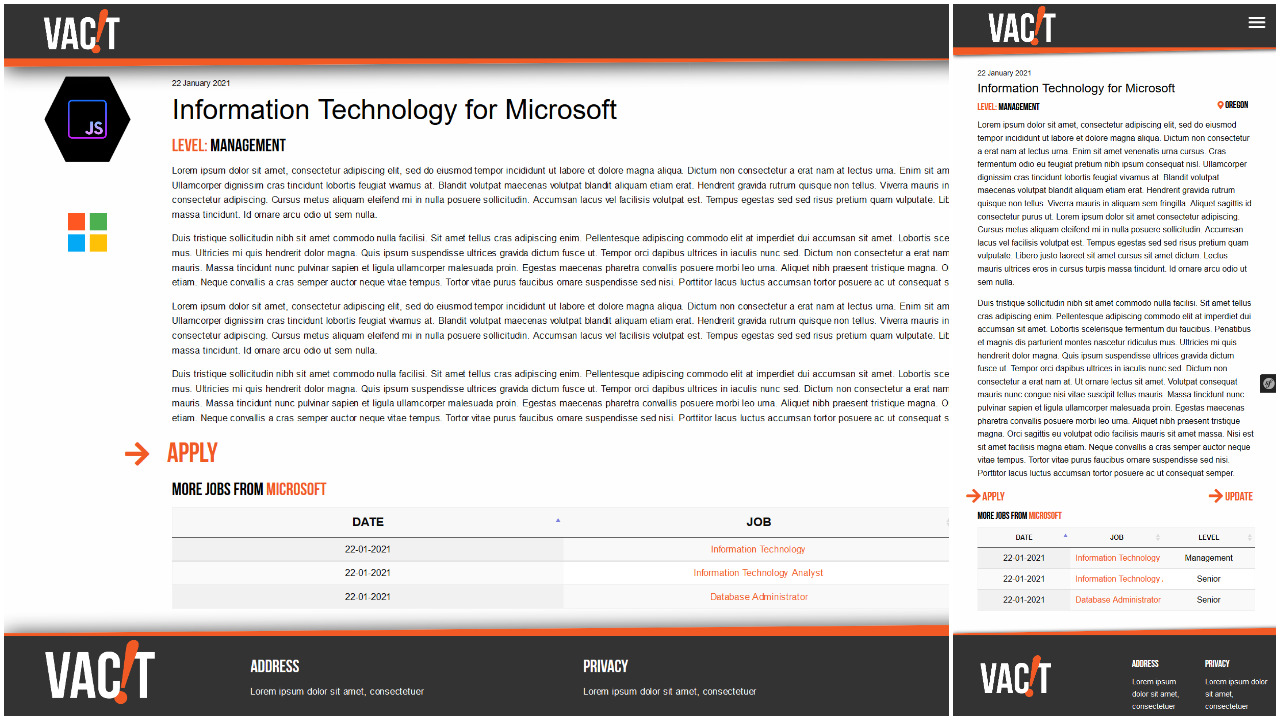 VAC!T
JS
22 January 2021
Information Technology for Microsoft
LEVEL: MANAGEMENT
Lorem ipsum dolor sit amet, consectetur adipiscing elit, sed do eiusmod tempor incididunt ut labore et dolore magna aliqua. Dictum non consectetur a erat nam at lectus urna. Enim sit am
Ullamcorper dignissim cras tincidunt lobortis feugiat vivamus at. Blandit volutpat maecenas volutpat blandit aliquam etiam erat. Hendrerit gravida rutrum quisque non tellus. Viverra mauris in
consectetur adipiscing. Cursus metus aliquam eleifend mi in nulla posuere sollicitudin. Accumsan lacus vel facilisis volutpat est. Tempus egestas sed sed risus pretium quam vulputate. Lib
massa tincidunt. Id ornare arcu odio ut sem nulla.
Duis tristique sollicitudin nibh sit amet commodo nulla facilisi. Sit amet tellus cras adipiscing enim. Pellentesque adipiscing commodo elit at imperdiet dui accumsan sit amet. Lobortis sce
mus. Ultricies mi quis hendrerit dolor magna. Quis ipsum suspendisse ultrices gravida dictum fusce ut. Tempor orci dapibus ultrices in iaculis nunc sed. Dictum non consectetur a erat nam
mauris. Massa tincidunt nunc pulvinar sapien et ligula ullamcorper malesuada proin. Egestas maecenas pharetra convallis posuere morbi leo urna. Aliquet nibh praesent tristique magna. O
etiam. Neque convallis a cras semper auctor neque vitae tempus. Tortor vitae purus faucibus ornare suspendisse sed nisi. Porttitor lacus luctus accumsan tortor posuere ac ut consequat s
Lorem ipsum dolor sit amet, consectetur adipiscing elit, sed do eiusmod tempor incididunt ut labore et dolore magna aliqua. Dictum non consectetur a erat nam at lectus urna. Enim sit am
Ullamcorper dignissim cras tincidunt lobortis feugiat vivamus at. Blandit volutpat maecenas volutpat blandit aliquam etiam erat. Hendrerit gravida rutrum quisque non tellus. Viverra mauris in
consectetur adipiscing. Cursus metus aliquam eleifend mi in nulla posuere sollicitudin. Accumsan lacus vel facilisis volutpat est. Tempus egestas sed sed risus pretium quam vulputate. Lib
massa tincidunt. Id ornare arcu odio ut sem nulla.
Duis tristique sollicitudin nibh sit amet commodo nulla facilisi. Sit amet tellus cras adipiscing enim. Pellentesque adipiscing commodo elit at imperdiet dui accumsan sit amet. Lobortis sce
mus. Ultricies mi quis hendrerit dolor magna. Quis ipsum suspendisse ultrices gravida dictum fusce ut. Tempor orci dapibus ultrices in iaculis nunc sed. Dictum non consectetur a erat nam
mauris. Massa tincidunt nunc pulvinar sapien et ligula ullamcorper malesuada proin. Egestas maecenas pharetra convallis posuere morbi leo urna. Aliquet nibh praesent tristique magna. O
etiam. Neque convallis a cras semper auctor neque vitae tempus. Tortor vitae purus faucibus ornare suspendisse sed nisi. Porttitor lacus luctus accumsan tortor posuere ac ut consequat s
APPLY
MORE JOBS FROM MICROSOFT
DATE JOB
22-01-2021 Information Technology
22-01-2021 Information Technology Analyst
22-01-2021 Database Administrator
VAC!T
ADDRESS PRIVACY
Lorem ipsum dolor sit amet, consectetuer Lorem ipsum dolor sit amet, consectetuer
VAC!T
22 January 2021
Information Technology for Microsoft
LEVEL: MANAGEMENT OREGON
Lorem ipsum dolor sit amet, consectetur adipiscing elit, sed do eiusmod
tempor incididunt ut labore et dolore magna aliqua. Dictum non consectetur
a erat nam at lectus urna. Enim sit amet venenatis urna cursus. Cras
fermentum odio eu feugiat pretium nibh ipsum consequat nisl. Ullamcorper
dignissim cras tincidunt lobortis feugiat vivamus at. Blandit volutpat
maecenas volutpat blandit aliquam etiam erat. Hendrerit gravida rutrum
quisque non tellus. Viverra mauris in aliquam sem fringilla. Aliquet sagittis id
consectetur purus ut. Lorem ipsum dolor sit amet consectetur adipiscing.
Cursus metus aliquam eleifend mi in nulla posuere sollicitudin. Accumsan
lacus vel facilisis volutpat est. Tempus egestas sed sed risus pretium quam
vulputate. Libero justo laoreet sit amet cursus sit amet dictum. Lectus
mauris ultrices eros in cursus turpis massa tincidunt. Id ornare arcu odio ut
sem nulla.
Duis tristique sollicitudin nibh sit amet commodo nulla facilisi. Sit amet tellus
cras adipiscing enim. Pellentesque adipiscing commodo elit at imperdiet dui
accumsan sit amet. Lobortis scelerisque fermentum dui faucibus. Penatibus
et magnis dis parturient montes nascetur ridiculus mus. Ultricies mi quis
hendrerit dolor magna. Quis ipsum suspendisse ultrices gravida dictum
fusce ut. Tempor orci dapibus ultrices in iaculis nunc sed. Dictum non
consectetur a erat nam at. Ut ornare lectus sit amet. Volutpat consequat
mauris nunc congue nisi vitae suscipit tellus mauris. Massa tincidunt nunc
pulvinar sapien et ligula ullamcorper malesuada proin. Egestas maecenas
pharetra convallis posuere morbi leo urna. Aliquet nibh praesent tristique
magna. Orci sagittis eu volutpat odio facilisis mauris sit amet massa. Nisi est
sit amet facilisis magna etiam. Neque convallis a cras semper auctor neque
vitae tempus. Tortor vitae purus faucibus ornare suspendisse sed nisi.
Porttitor lacus luctus accumsan tortor posuere ac ut consequat semper.
APPLY UPDATE
MORE JOBS FROM MICROSOFT
DATE JOB LEVEL
22-01-2021 Information Technology Management
22-01-2021 Information Technology Senior
22-01-2021 Database Administrator Senior
VAC!T
ADDRESS PRIVACY
Lorem ipsum Lorem ipsum dolor
dolor sit amet, sit amet,
consectetuer consectetuer